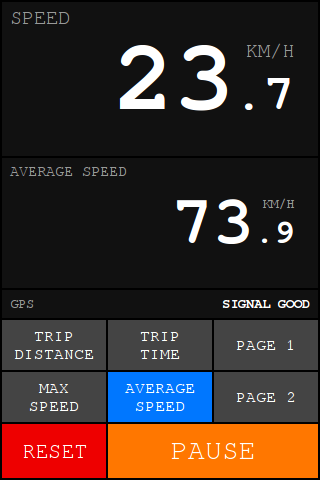 SPEED
KM/H
23.7
AVERAGE SPEED
KM/H
73.9
GPS
SIGNAL GOOD
TRIP
DISTANCE
TRIP
TIME
PAGE 1
MAX
SPEED
AVERAGE
SPEED
PAGE 2
RESET
PAUSE